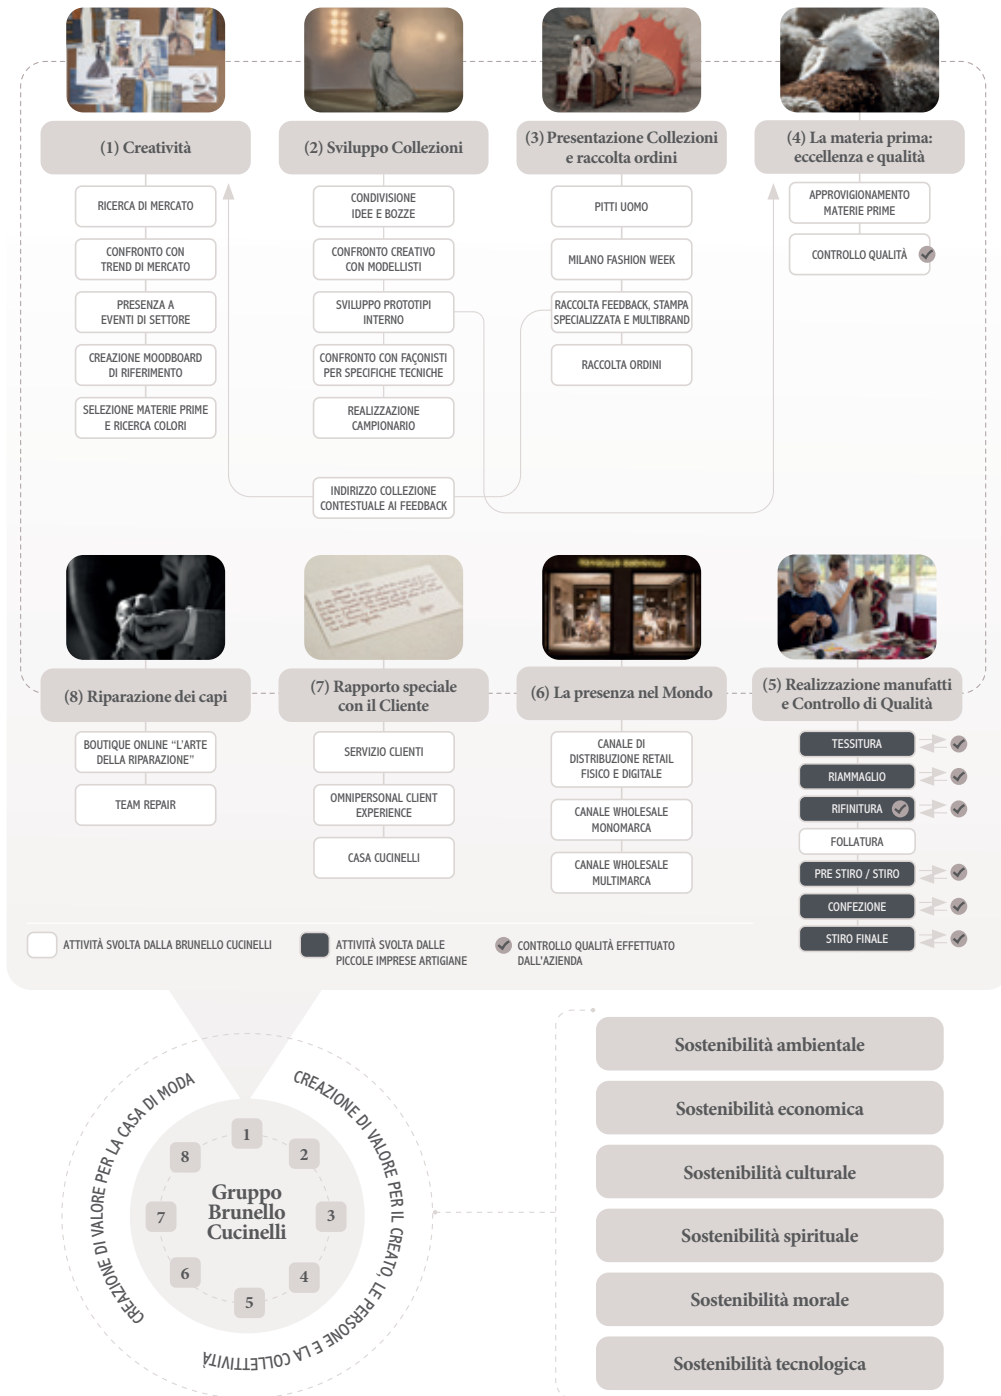 (1) Creatività
RICERCA DI MERCATO
CONFRONTO CON
TREND DI MERCATO
PRESENZA A
EVENTI DI SETTORE
CREAZIONE MOODBOARD
DI RIFERIMENTO
SELEZIONE MATERIE PRIME
E RICERCA COLORI
(2) Sviluppo Collezioni
CONDIVISIONE
IDEE E BOZZE
CONFRONTO CREATIVO
CON MODELLISTI
SVILUPPO PROTOTIPI
INTERNO
CONFRONTO CON FAÇONISTI
PER SPECIFICHE TECNICHE
REALIZZAZIONE
CAMPIONARIO
INDIRIZZO COLLEZIONE
CONTESTUALE AI FEEDBACK
(3) Presentazione Collezioni
e raccolta ordini
PITTI UOMO
MILANO FASHION WEEK
RACCOLTA FEEDBACK, STAMPA
SPECIALIZZATA E MULTIBRAND
RACCOLTA ORDINI
(4) La materia prima:
eccellenza e qualità
APPROVIGIONAMENTO
MATERIE PRIME
CONTROLLO QUALITÀ
(8) Riparazione dei capi
BOUTIQUE ONLINE “L'ARTE
DELLA RIPARAZIONE”
TEAM REPAIR
(7) Rapporto speciale
con il Cliente
SERVIZIO CLIENTI
OMNIPERSONAL CLIENT
EXPERIENCE
CASA CUCINELLI
(6) La presenza nel Mondo
CANALE DI
DISTRIBUZIONE RETAIL
FISICO E DIGITALE
CANALE WHOLESALE
MONOMARCA
CANALE WHOLESALE
MULTIMARCA
(5) Realizzazione manufatti
e Controllo di Qualità
TESSITURA
RIAMMAGLIO
RIFINITURA
FOLLATURA
PRE STIRO / STIRO
CONFEZIONE
STIRO FINALE
ATTIVITÀ SVOLTA DALLA BRUNELLO CUCINELLI
ATTIVITÀ SVOLTA DALLE
PICCOLE IMPRESE ARTIGIANE
CONTROLLO QUALITÀ EFFETTUATO
DALL'AZIENDA
CREAZIONE DI VALORE PER LA CASA DI MODA
CREAZIONE DI VALORE PER IL CREATO, LE PERSONE E LA COLLETTIVITÀ
1
2
3
4
5
6
7
8
Gruppo
Brunello
Cucinelli
Sostenibilità ambientale
Sostenibilità economica
Sostenibilità culturale
Sostenibilità spirituale
Sostenibilità morale
Sostenibilità tecnologica